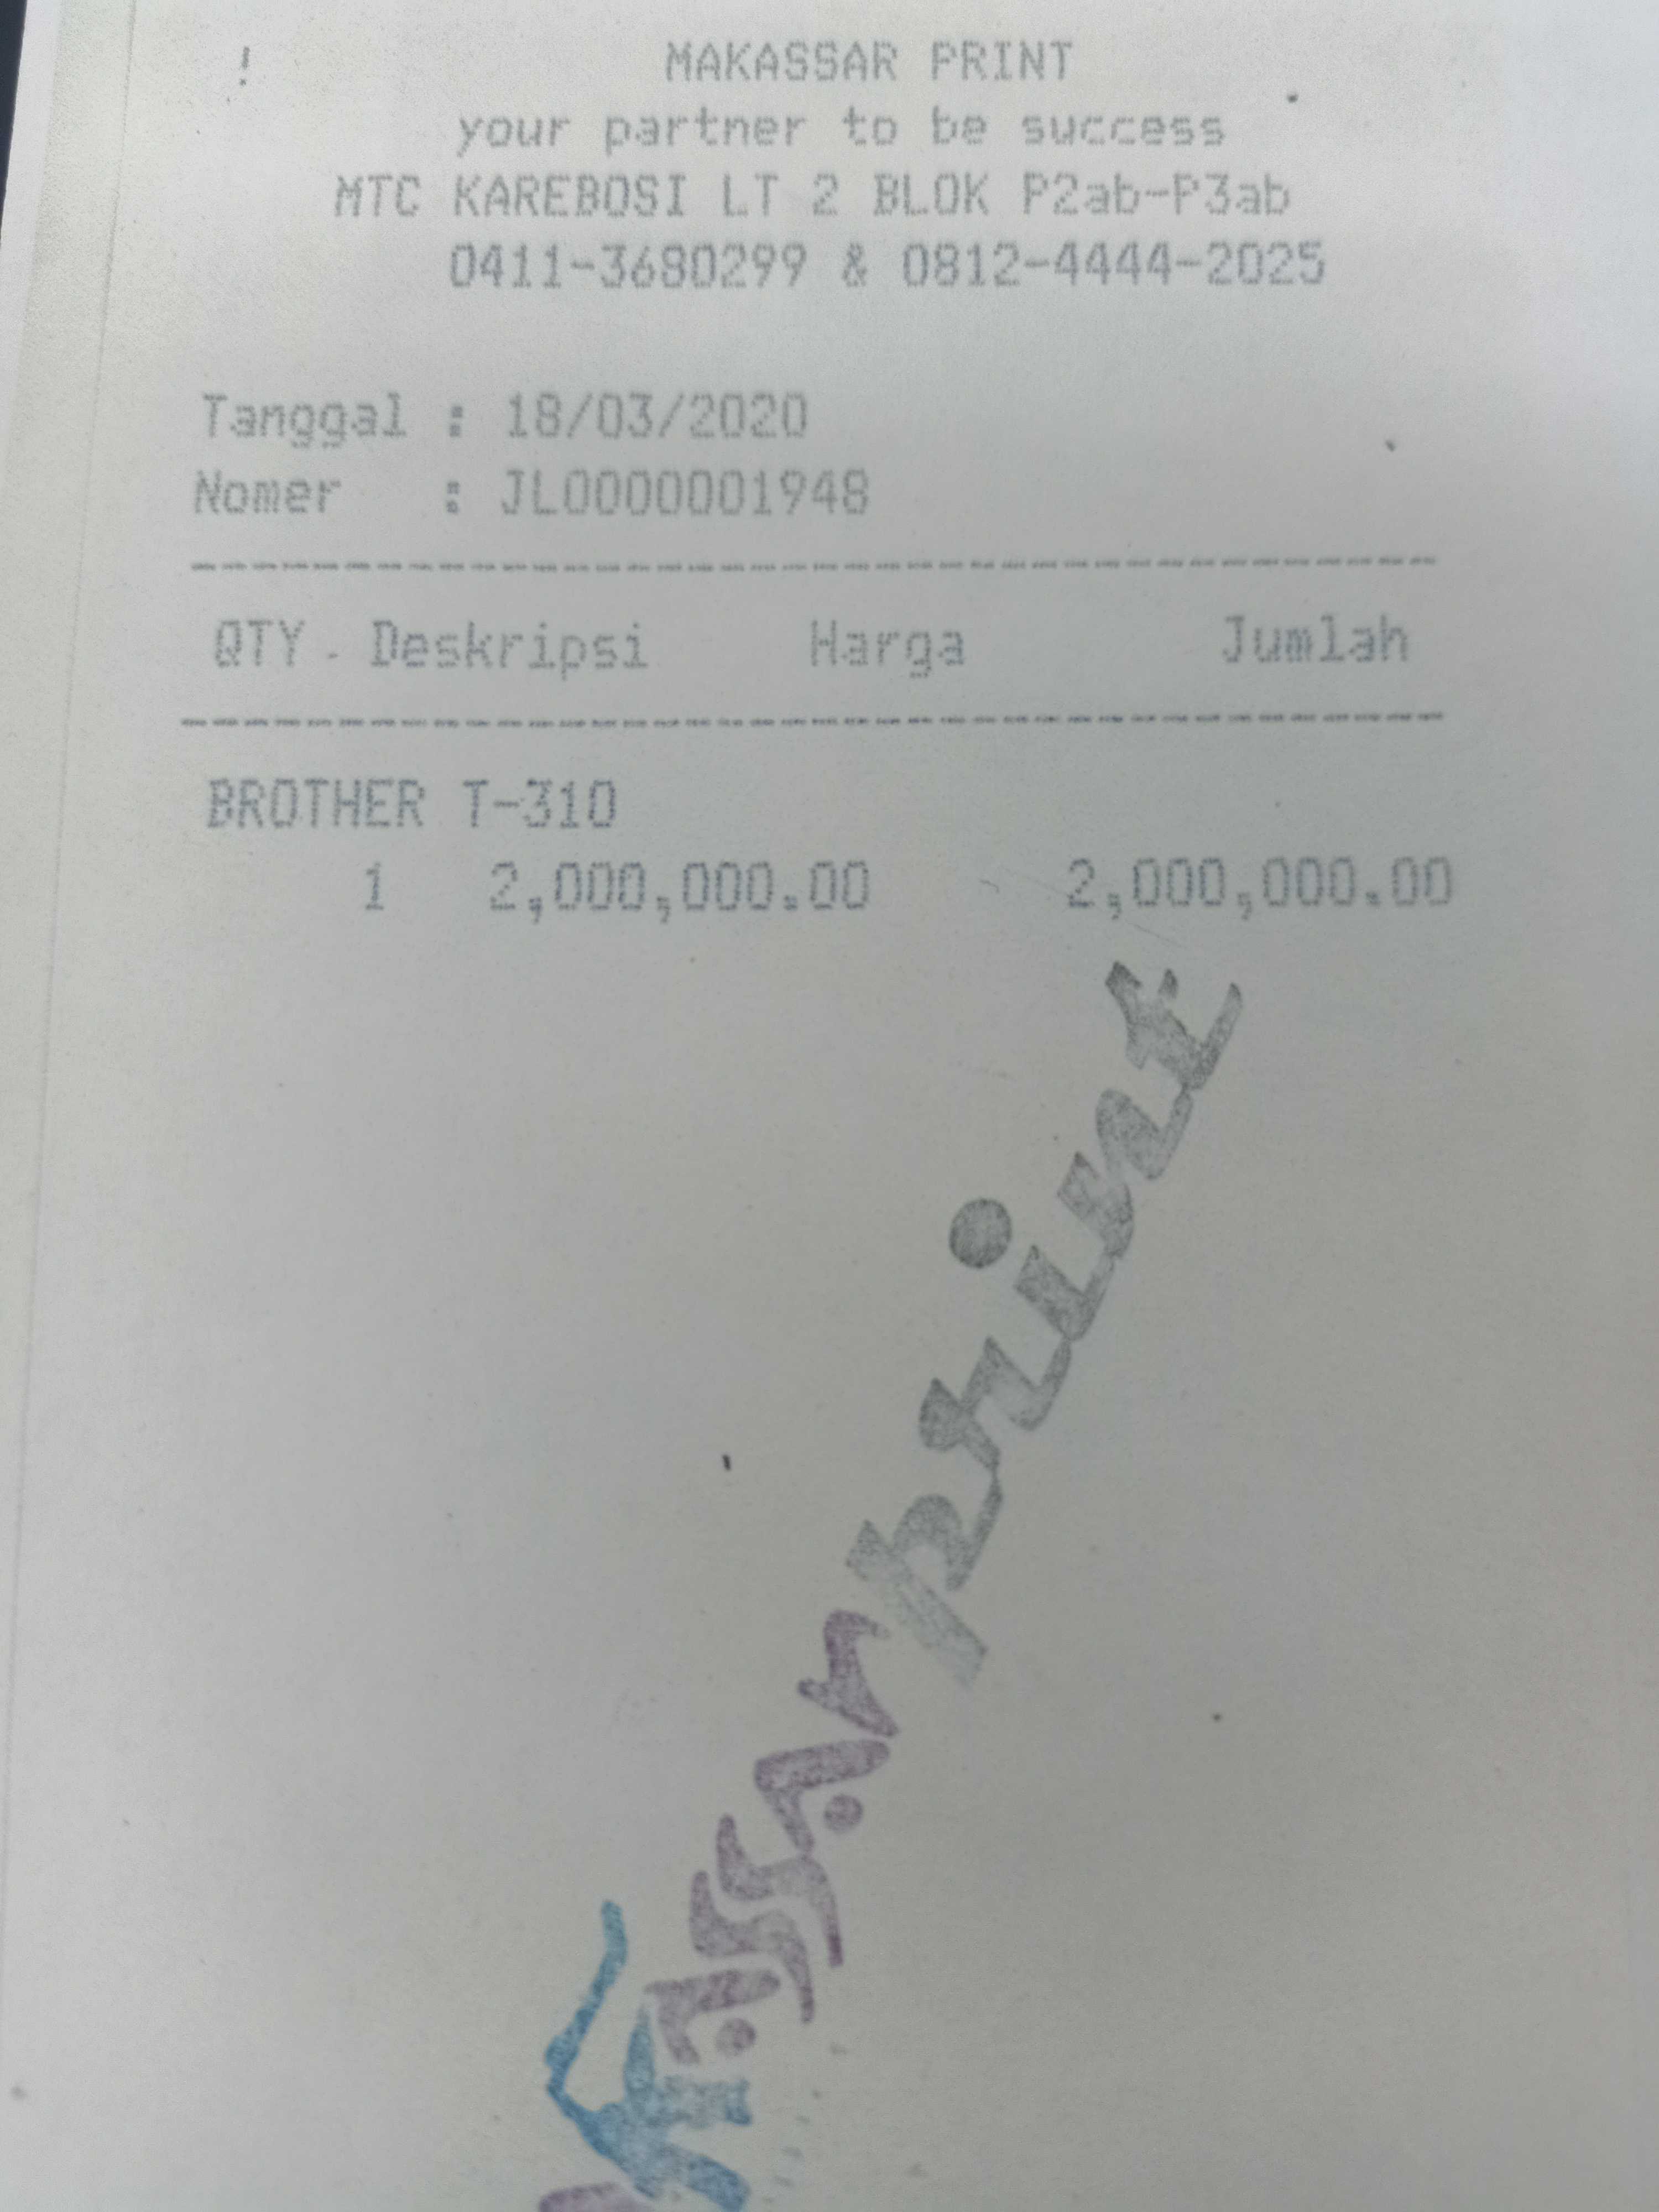 MAKASSAR PRINT
your partner to be success
MTC KAREBOSI LT 2 BLOK P2ab-P3ab
0411-3680299 & 0812-4444-2025
Tanggal : 18/03/2020
Nomer : JL0000001948
QTY Deskripsi Harga Jumlah
BROTHER T-310
1 2,000,000.00 2,000,000.00
print